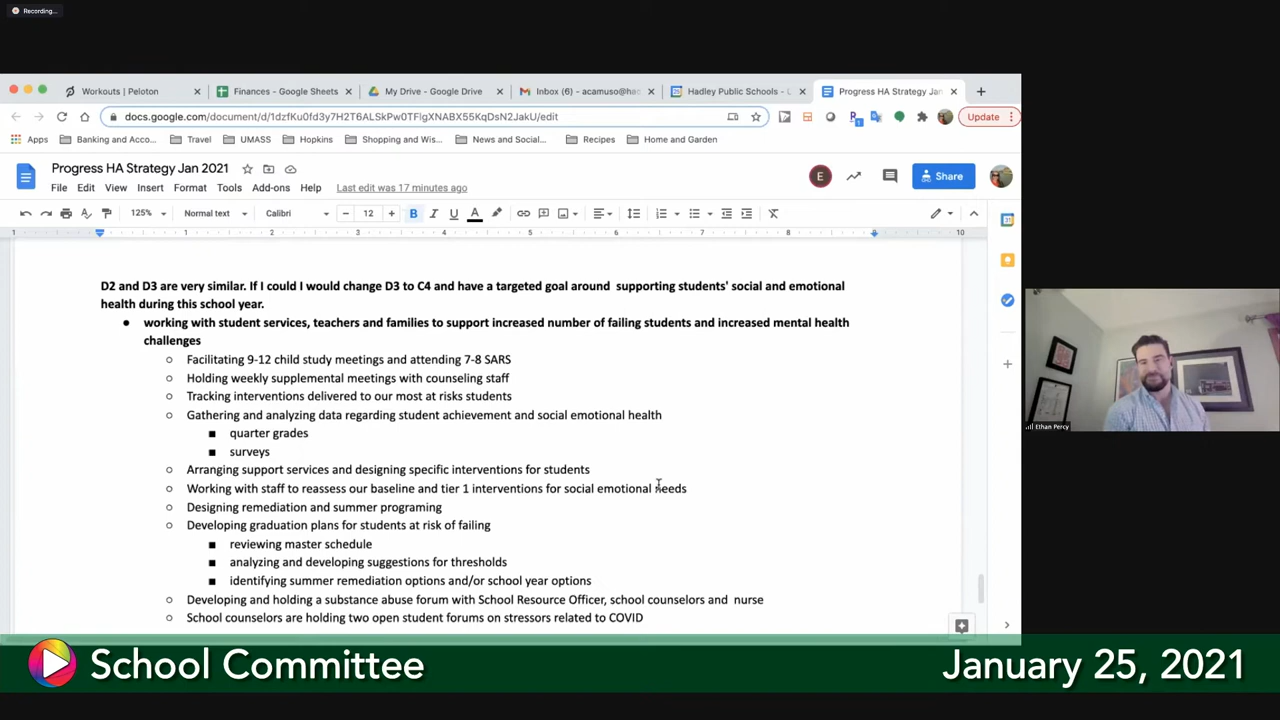 Recording...
Workouts | Peloton
Finances - Google Sheets
My Drive - Google Drive
Inbox (6) - acamuso@ha
Hadley Public Schools - L
Progress HA Strategy Jan
docs.google.com/document/d/
/edit
Update
Apps
Banking and Acco...
Travel
UMASS
Hopkins
Shopping and Wis...
News and Social...
Recipes
Home and Garden
Progress HA Strategy Jan 2021
File Edit View Insert Format Tools Add-ons Help Last edit was 17 minutes ago
E
Share
125% Normal text Calibri - 12 + B I U A
1 1 2 3 4 5 6 7 8 10
D2 and D3 are very similar. If I could I would change D3 to C4 and have a targeted goal around supporting students' social and emotional
health during this school year.
● working with student services, teachers and families to support increased number of failing students and increased mental health
challenges
○ Facilitating 9-12 child study meetings and attending 7-8 SARS
○ Holding weekly supplemental meetings with counseling staff
○ Tracking interventions delivered to our most at risks students
○ Gathering and analyzing data regarding student achievement and social emotional health
■ quarter grades
■ surveys
○ Arranging support services and designing specific interventions for students
○ Working with staff to reassess our baseline and tier 1 interventions for social emotional needs
○ Designing remediation and summer programing
○ Developing graduation plans for students at risk of failing
■ reviewing master schedule
■ analyzing and developing suggestions for thresholds
■ identifying summer remediation options and/or school year options
○ Developing and holding a substance abuse forum with School Resource Officer, school counselors and nurse
○ School counselors are holding two open student forums on stressors related to COVID
Ethan Percy
School Committee
January 25, 2021